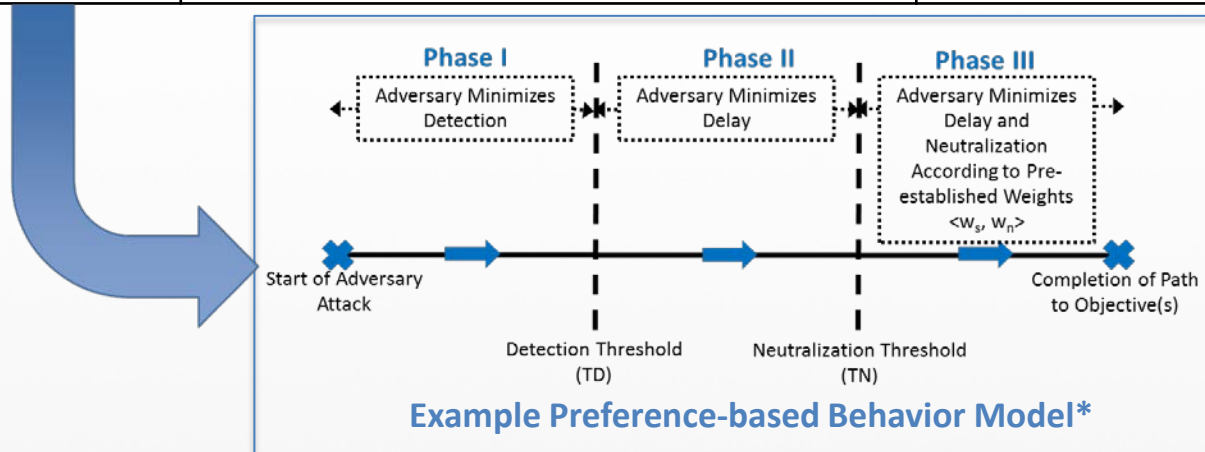 Phase I
Adversary Minimizes
Detection
Phase II
Adversary Minimizes
Delay
Phase III
Adversary Minimizes
Delay and
Neutralization
According to Pre-
established Weights
<wₛ, wₙ>
Start of Adversary
Attack
Completion of Path
to Objective(s)
Detection Threshold
(TD)
Neutralization Threshold
(TN)
Example Preference-based Behavior Model*